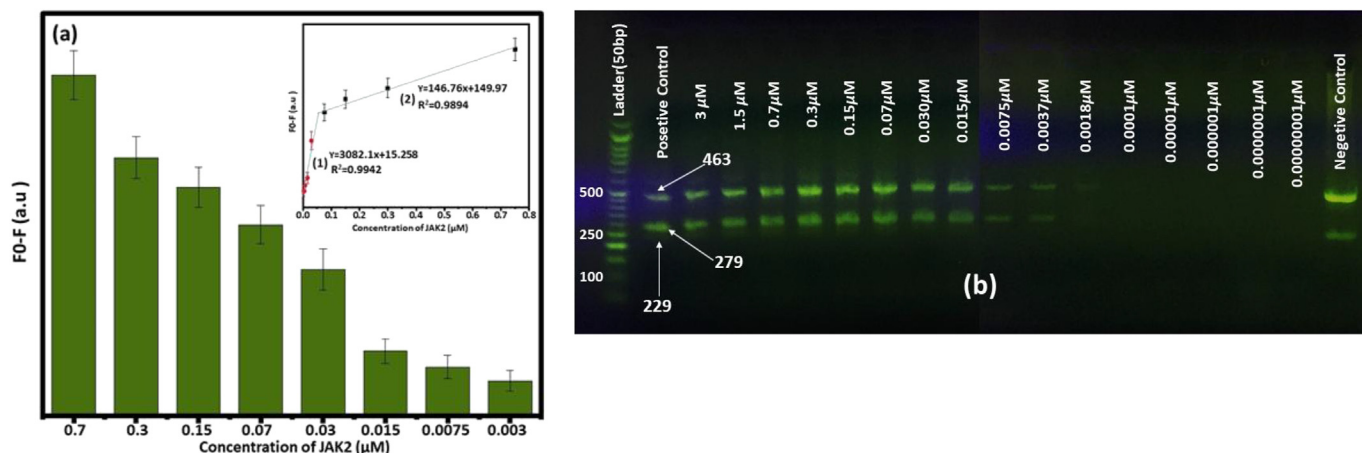 (a)
F0-F (a.u)
0.7
0.3
0.15
0.07
0.03
0.015
0.0075
0.003
Concentration of JAK2 (µM)
F0-F (a.u)
(2)
Y=146.76x+149.97
R²=0.9894
Y=3082.1x+15.258
(1)
R²=0.9942
0.0
0.1
0.2
0.3
0.4
0.5
0.6
0.7
0.8
Concentration of JAK2 (µM)
Ladder(50bp)
Posetive Control
3 µM
1.5 µM
0.7µM
0.3µM
0.15µM
0.07µM
0.030µM
0.015µM
0.0075µM
0.0037µM
0.0018µM
0.0001µM
0.00001µM
0.000001µM
0.0000001µM
0.00000001µM
Negetive Control
463
500
250
279
100
229
(b)